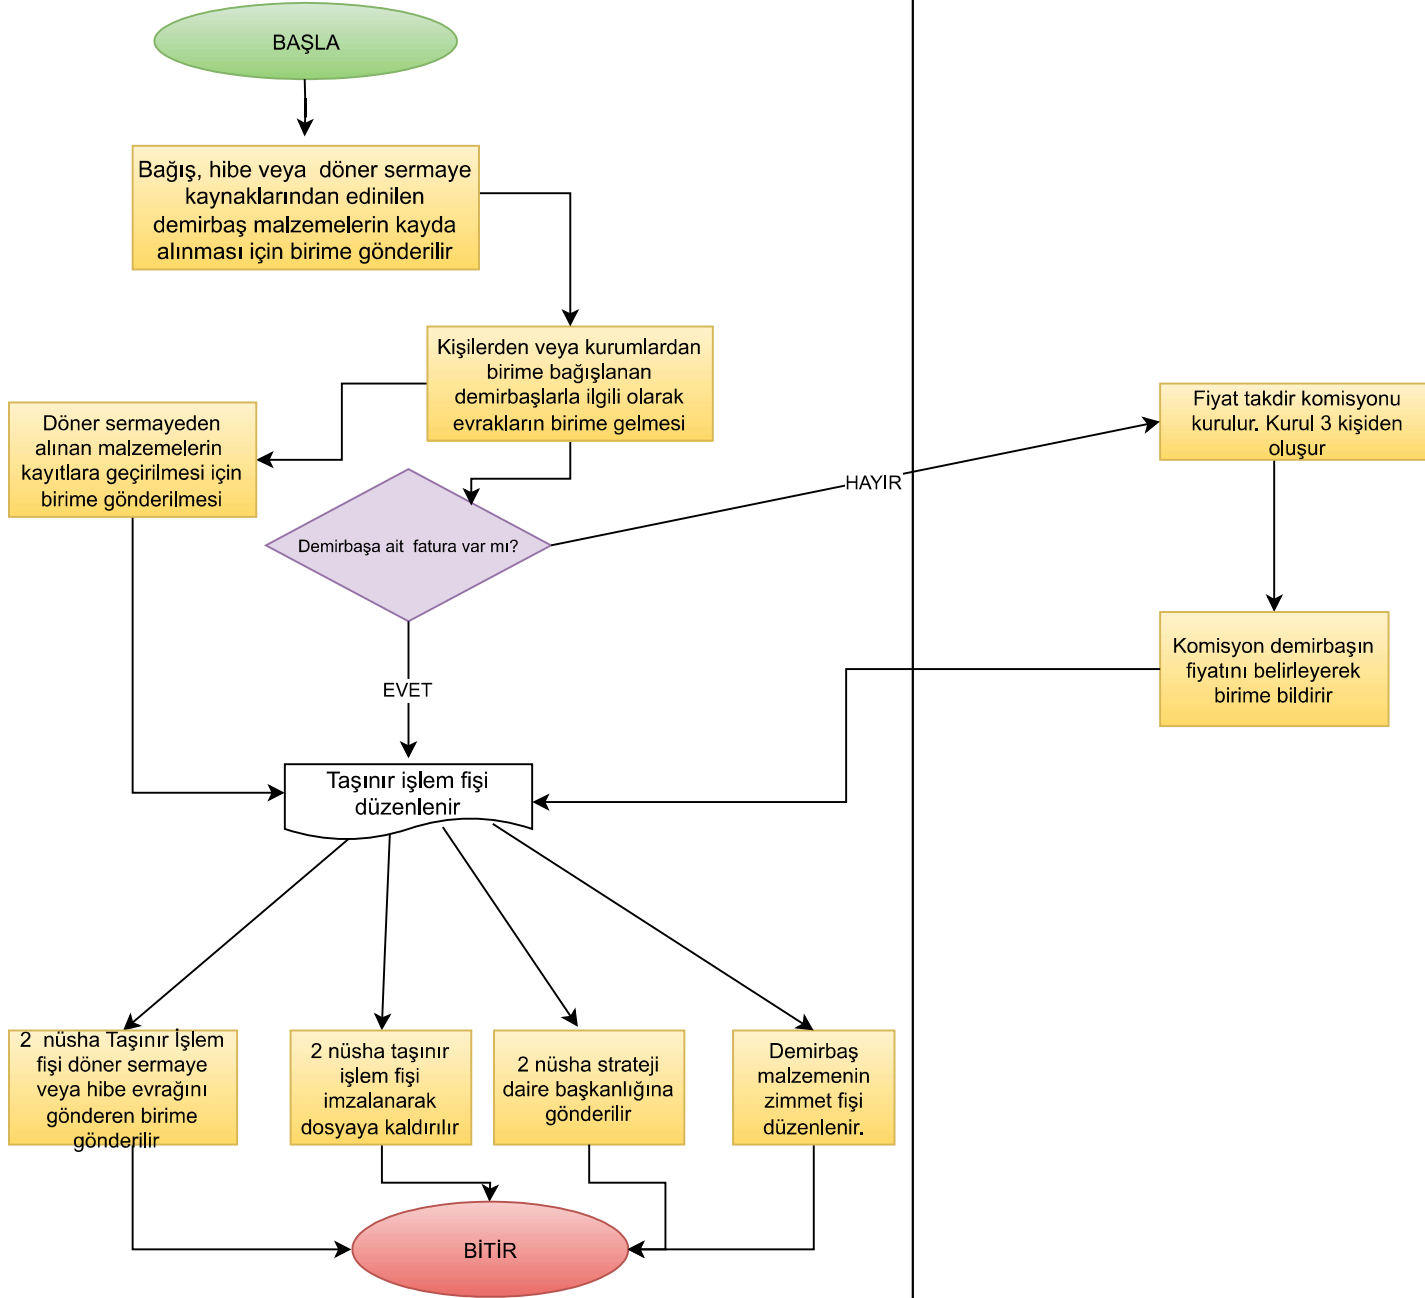 BAŞLA
Bağış, hibe veya  döner sermaye
kaynaklarından edinilen
demirbaş malzemelerin kayda
alınması için birime gönderilir
Kişilerden veya kurumlardan
birime bağışlanan
demirbaşlarla ilgili olarak
evrakların birime gelmesi
Döner sermayeden
alınan malzemelerin
kayıtlara geçirilmesi için
birime gönderilmesi
Fiyat takdir komisyonu
kurulur. Kurul 3 kişiden
oluşur
HAYIR
Demirbaşa ait  fatura var mı?
Komisyon demirbaşın
fiyatını belirleyerek
birime bildirir
EVET
Taşınır işlem fişi
düzenlenir
2  nüsha Taşınır İşlem
fişi döner sermaye
veya hibe evrağını
gönderen birime
gönderilir
2 nüsha taşınır
işlem fişi
imzalanarak
dosyaya kaldırılır
2 nüsha strateji
daire başkanlığına
gönderilir
Demirbaş
malzemenin
zimmet fişi
düzenlenir.
BİTİR